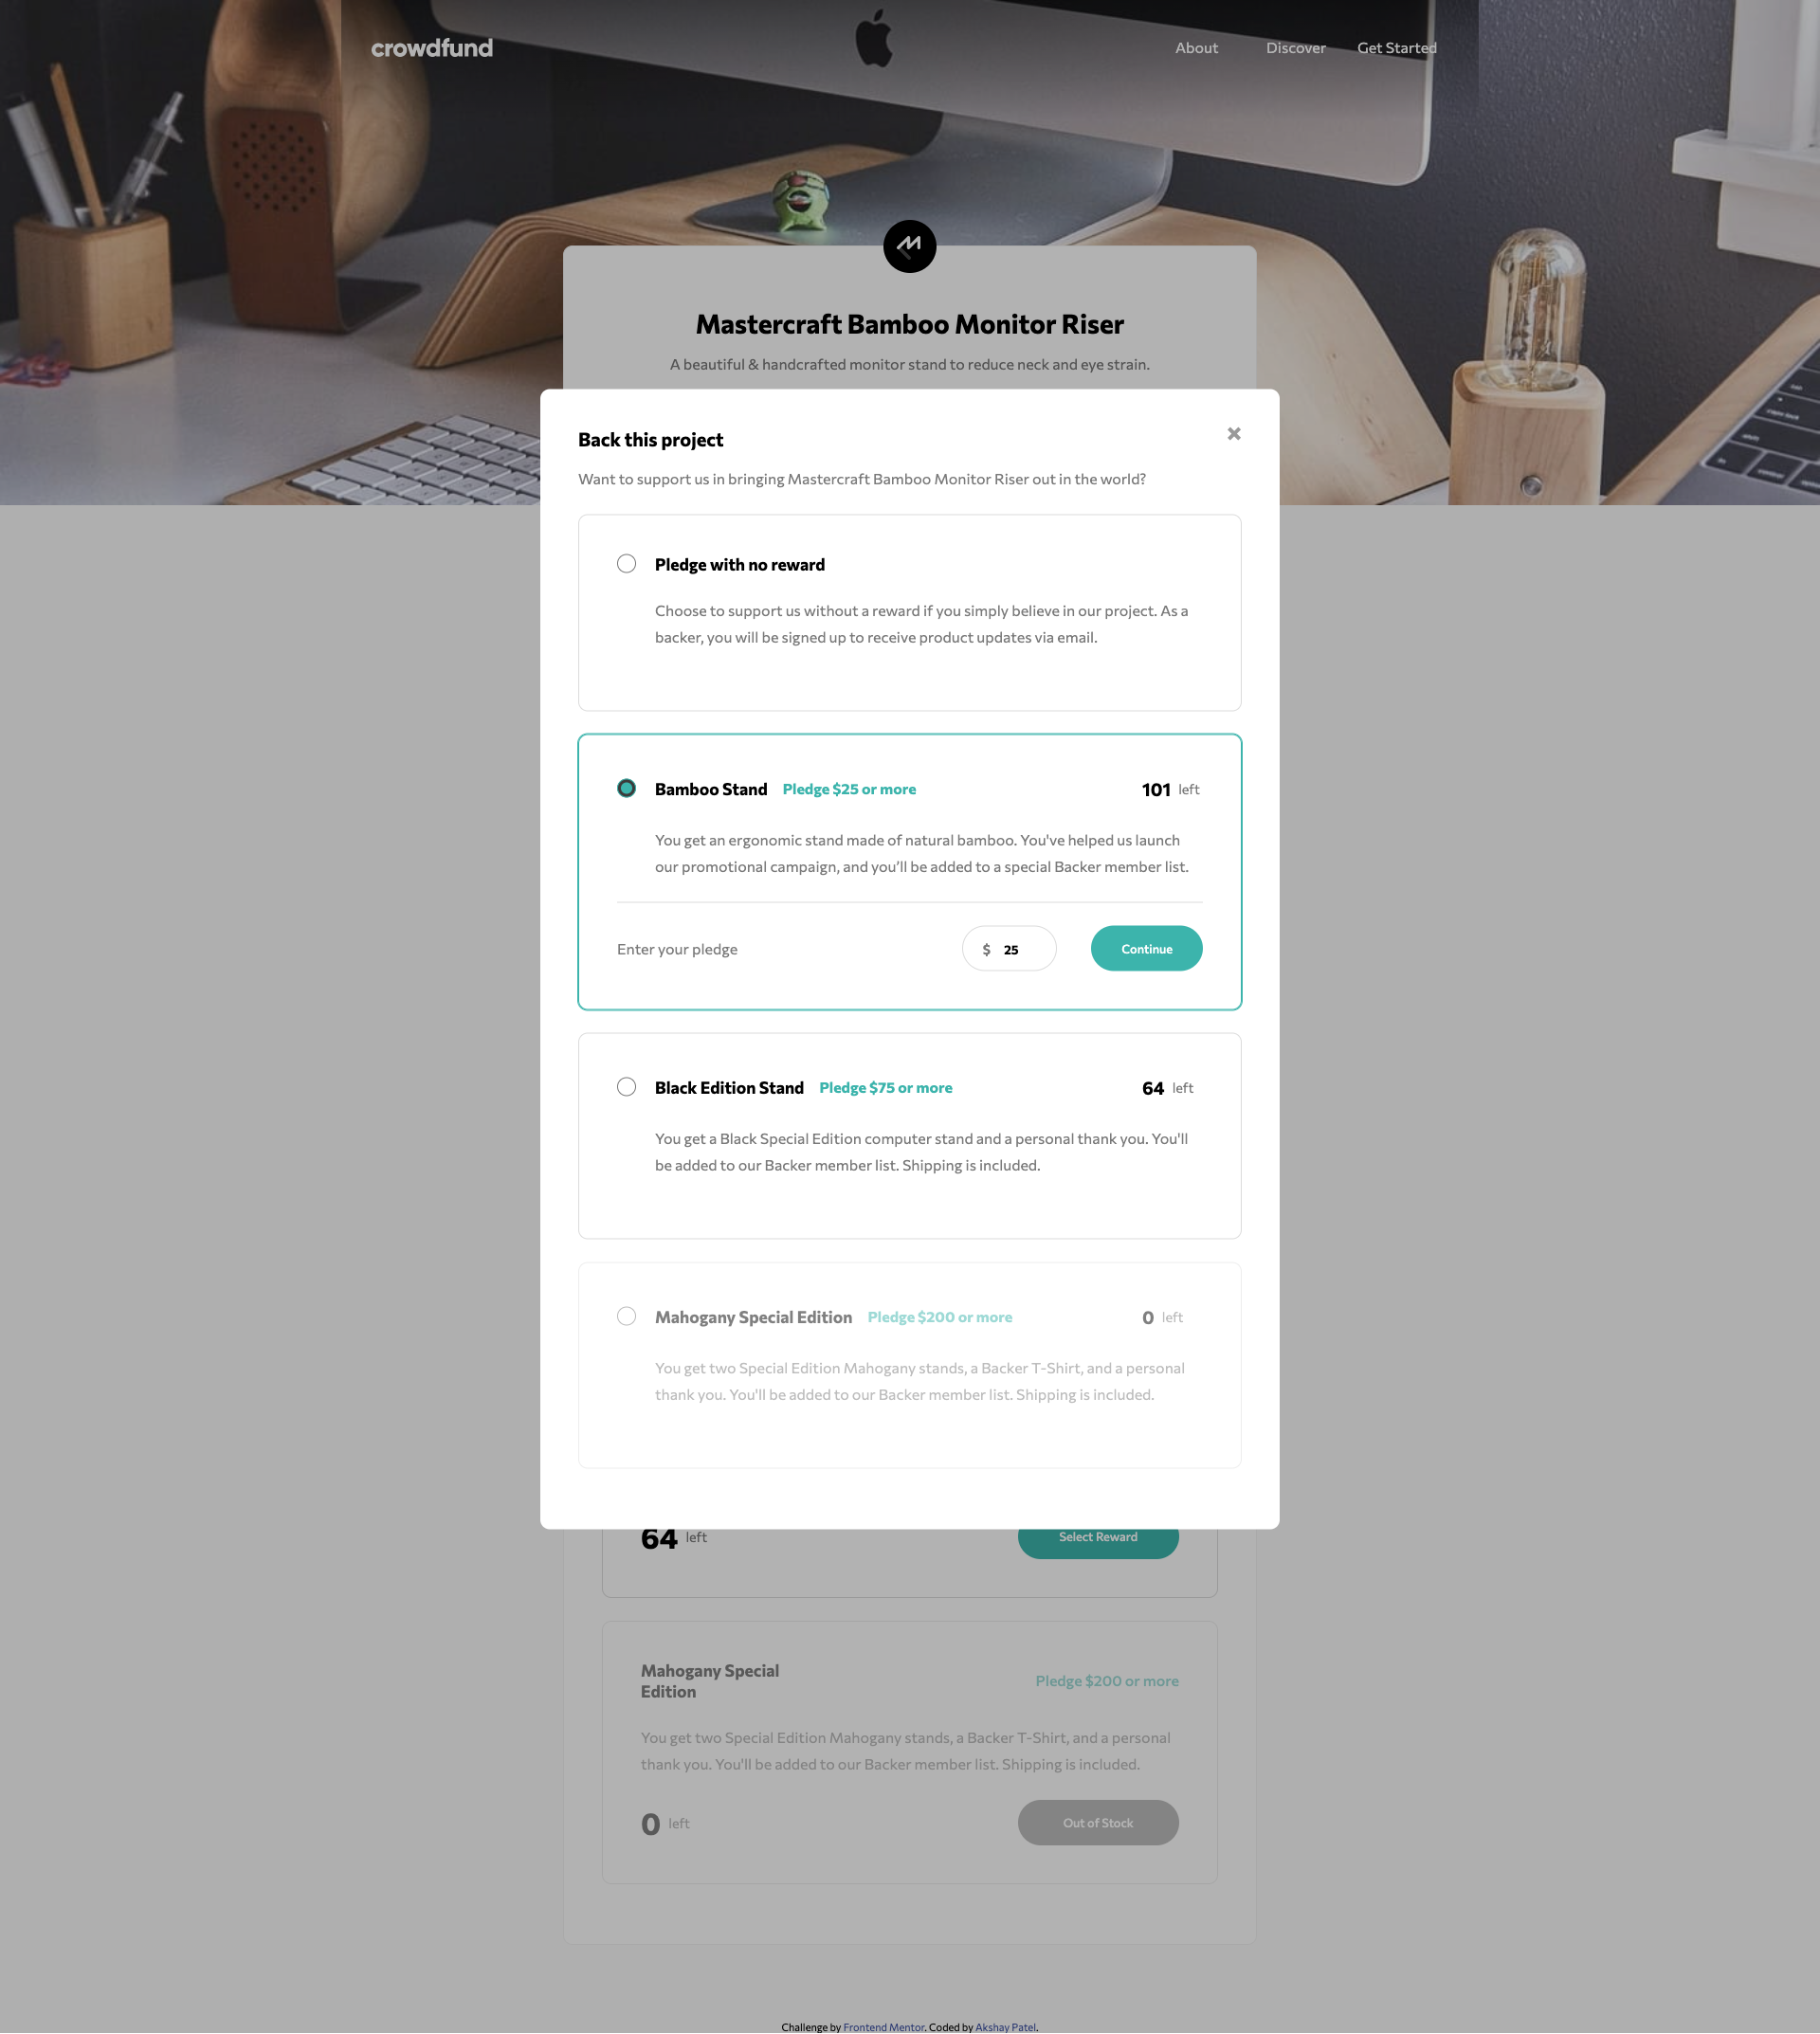 crowdfund
About Discover Get Started
Mastercraft Bamboo Monitor Riser
A beautiful & handcrafted monitor stand to reduce neck and eye strain.
Back this project
Want to support us in bringing Mastercraft Bamboo Monitor Riser out in the world?
Pledge with no reward
Choose to support us without a reward if you simply believe in our project. As a
backer, you will be signed up to receive product updates via email.
Bamboo Stand Pledge $25 or more 101 left
You get an ergonomic stand made of natural bamboo. You've helped us launch
our promotional campaign, and you’ll be added to a special Backer member list.
Enter your pledge $ 25 Continue
Black Edition Stand Pledge $75 or more 64 left
You get a Black Special Edition computer stand and a personal thank you. You'll
be added to our Backer member list. Shipping is included.
Mahogany Special Edition Pledge $200 or more 0 left
You get two Special Edition Mahogany stands, a Backer T-Shirt, and a personal
thank you. You'll be added to our Backer member list. Shipping is included.
64 left Select Reward
Mahogany Special
Edition
Pledge $200 or more
You get two Special Edition Mahogany stands, a Backer T-Shirt, and a personal
thank you. You'll be added to our Backer member list. Shipping is included.
0 left Out of Stock
Challenge by Frontend Mentor. Coded by Akshay Patel.